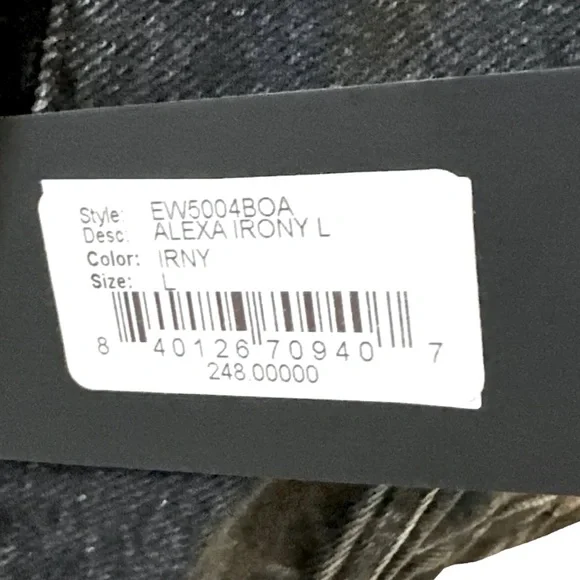 Style: EW5004BOA
Desc: ALEXA IRONY L
Color: IRNY
Size: L
8 40126 70940 7
248.00000